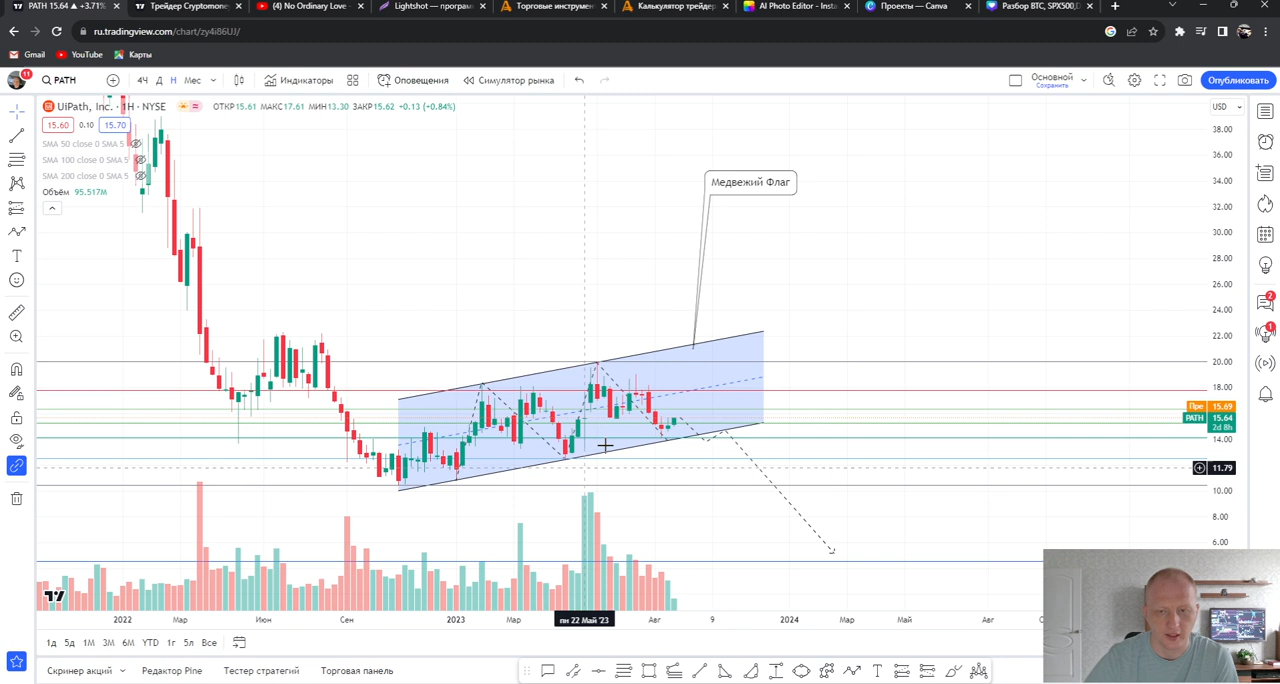 PATH 15.64 ▲ +3.71%
Трейдер Cryptomone
(4) No Ordinary Love -
Lightshot — програм
Торговые инструмен
Калькулятор трейдер
AI Photo Editor - Insta
Проекты — Canva
Разбор BTC, SPX500,D
ru.tradingview.com/chart/zy4i86UJ/
Gmail
YouTube
Карты
11
PATH
4Ч
Д
Н
Мес
Индикаторы
Оповещения
Симулятор рынка
Основной
Сохранить
Опубликовать
UiPath, Inc. · 1Н · NYSE
ОТКР15.61 МАКС17.61 МИН13.30 ЗАКР15.62 +0.13 (+0.84%)
USD
15.60
0.10
15.70
SMA 50 close 0 SMA 5
SMA 100 close 0 SMA 5
SMA 200 close 0 SMA 5
Объём 95.517M
Медвежий Флаг
38.00
36.00
34.00
32.00
30.00
28.00
26.00
24.00
22.00
20.00
18.00
Пре 15.69
PATH 15.64
2d 8h
14.00
11.79
10.00
8.00
6.00
2
1
2022
Мар
Июн
Сен
2023
Мар
пн 22 Май '23
Авг
9
2024
Мар
Май
Авг
1д
5д
1М
3М
6М
YTD
1г
5л
Все
Скринер акций
Редактор Pine
Тестер стратегий
Торговая панель